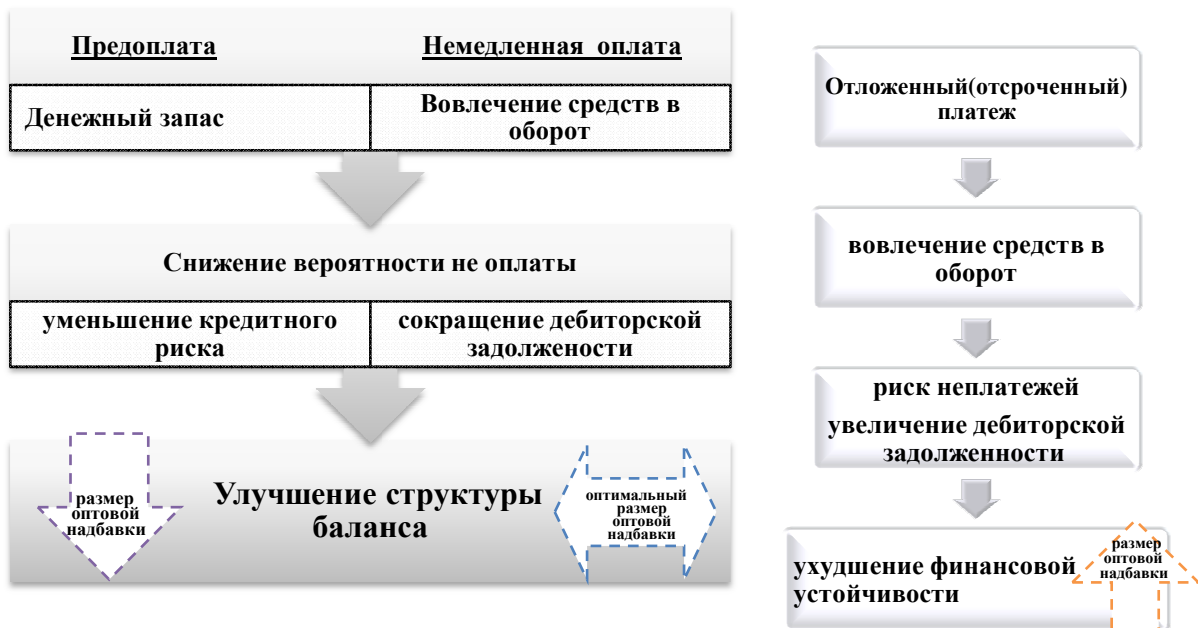 Предоплата
Немедленная оплата
Денежный запас
Вовлечение средств в
оборот
Снижение вероятности не оплаты
уменьшение кредитного
риска
сокращение дебиторской
задолжености
размер
оптовой
надбавки
Улучшение структуры
баланса
оптимальный
размер
оптовой
надбавки
Отложенный(отсроченный)
платеж
вовлечение средств в
оборот
риск неплатежей
увеличение дебиторской
задолженности
ухудшение финансовой
устойчивости
размер
оптовой
надбавки